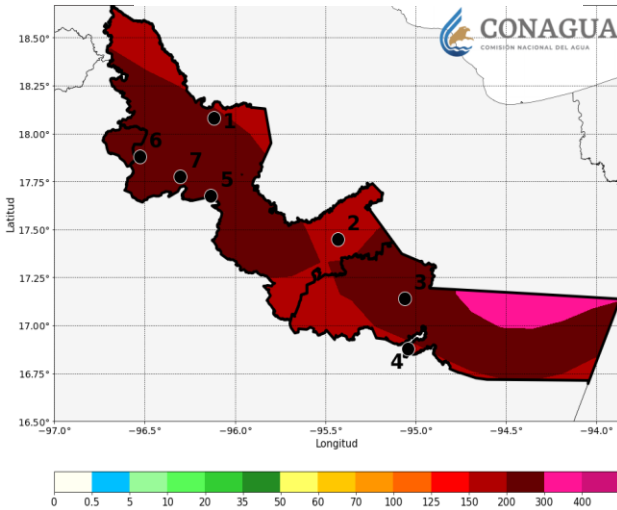 CONAGUA
COMISIÓN NACIONAL DEL AGUA
18.50°
18.25°
18.00°
17.75°
17.50°
17.25°
17.00°
16.75°
16.50°
Latitud
1
6
7
5
2
3
4
−97.0 −96.5° −96.0° −95.5° −95.0° −94.5° −94.0°
Longitud
0 0.5 5 10 20 35 50 60 70 100 125 150 200 300 400